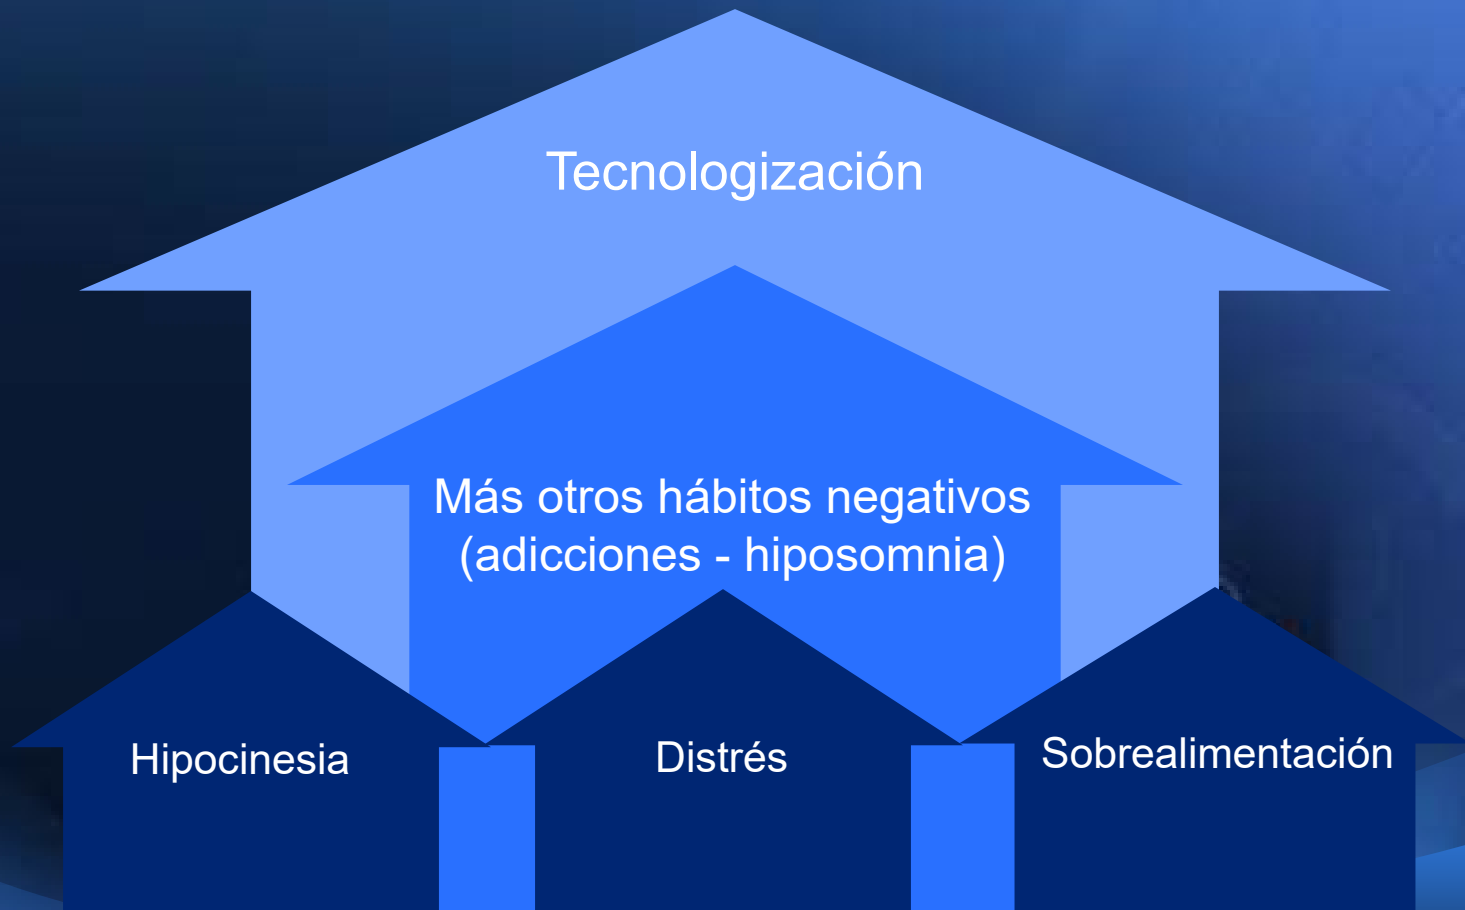 Tecnologización
Más otros hábitos negativos
(adicciones - hiposomnia)
Hipocinesia
Distrés
Sobrealimentación